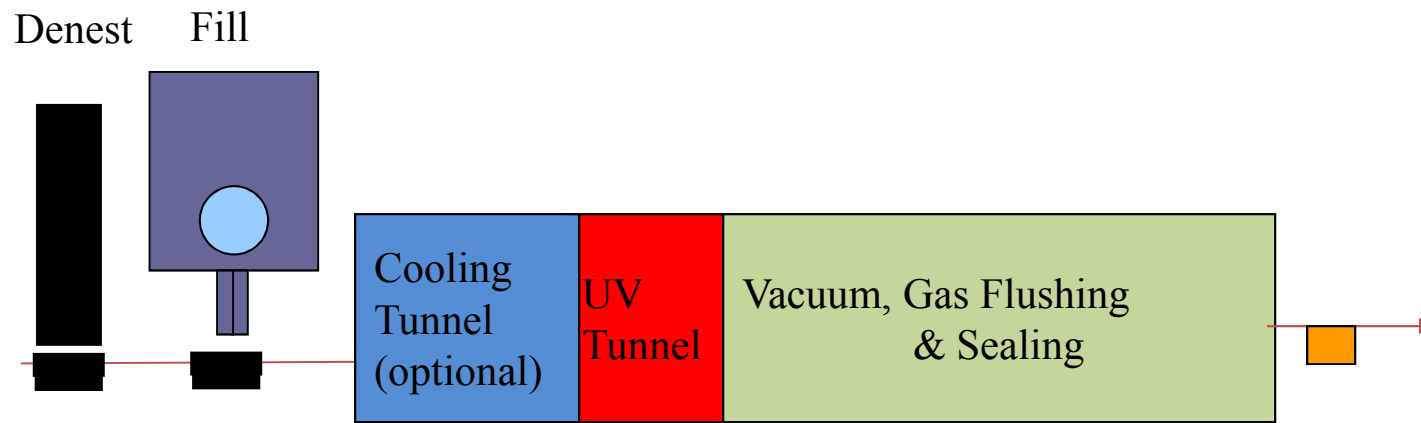 Denest
Fill
Cooling
Tunnel
(optional)
UV
Tunnel
Vacuum, Gas Flushing
& Sealing